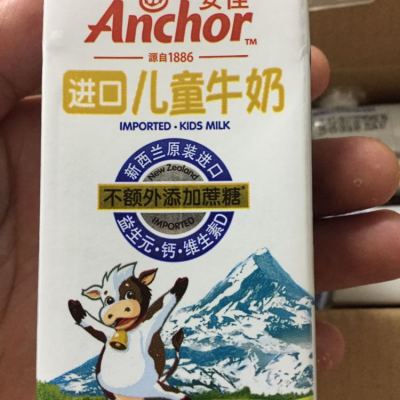 安佳
Anchor™
源自1886
进口儿童牛奶
IMPORTED · KIDS MILK
新西兰原装进口
New Zealand
不额外添加蔗糖*
IMPORTED
益生元·钙·维生素D